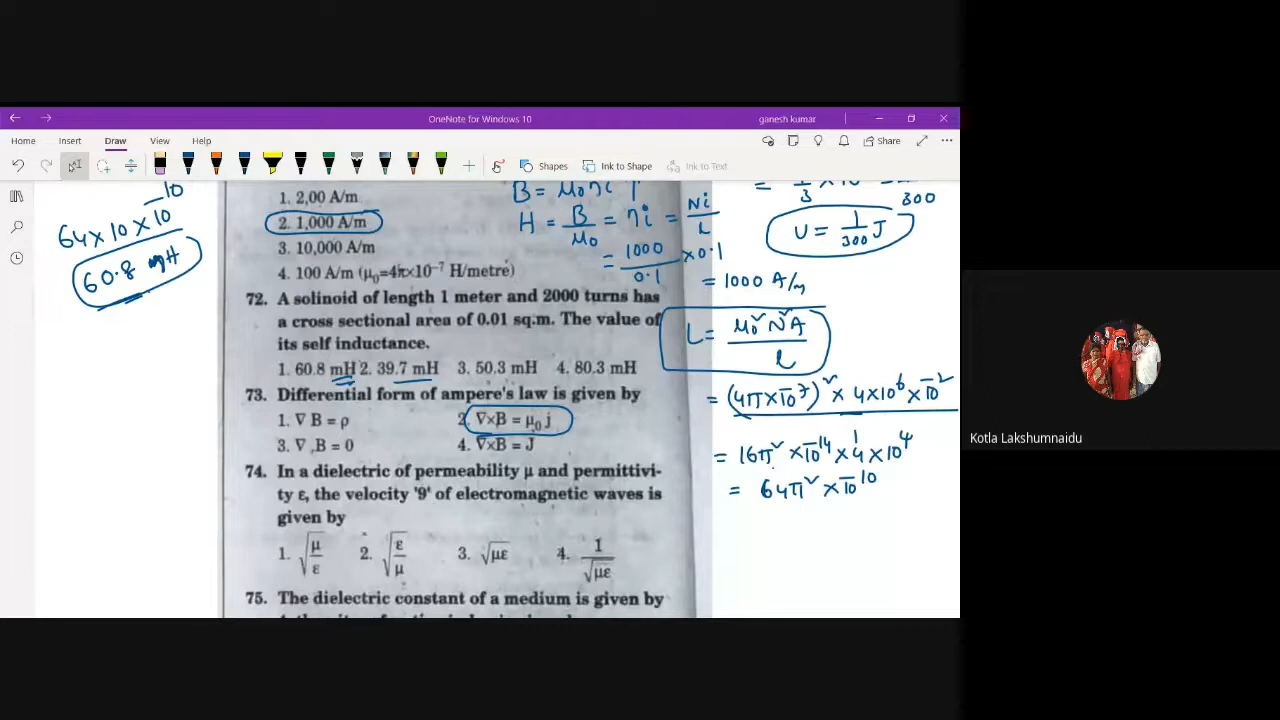 OneNote for Windows 10
ganesh kumar
Home Insert Draw View Help
Share
Shapes
Ink to Shape
Ink to Text
1. 2,00 A/m
2. 1,000 A/m
3. 10,000 A/m
4. 100 A/m (μ₀=4π×10⁻⁷ H/metre)
72. A solinoid of length 1 meter and 2000 turns has
a cross sectional area of 0.01 sq.m. The value of
its self inductance.
1. 60.8 mH 2. 39.7 mH 3. 50.3 mH 4. 80.3 mH
73. Differential form of ampere's law is given by
1. ∇ B = ρ 2. ∇×B = μ₀ j
3. ∇ .B = 0 4. ∇×B = J
74. In a dielectric of permeability μ and permittivi-
ty ε, the velocity '9' of electromagnetic waves is
given by
1. √(μ/ε) 2. √(ε/μ) 3. √με 4. 1/√με
75. The dielectric constant of a medium is given by
64 × 10 × 10⁻¹⁰
60.8 mH
B = μ₀ni
H = B/μ₀ = ni = Ni/L
= 1000/0.1 × 0.1
= 1000 A/m
300
U = 1/300 J
L = μ₀² N² A / l
= (4π × 10⁻⁷)² × 4 × 10⁶ × 10⁻²
= 16π² × 10⁻¹⁴ × 4 × 10⁴
= 64π² × 10⁻¹⁰
Kotla Lakshumnaidu